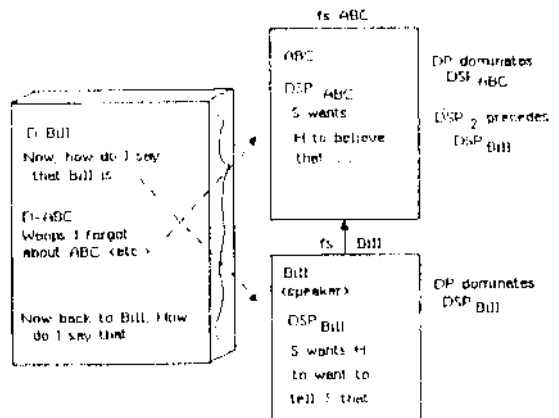 fs ABC
ABC
DSP ABC
S wants
H to believe
that ...
DP dominates
DSP ABC
DSP 2 precedes
DSP Bill
D-Bill
Now, how do I say
that Bill is
D-ABC
Woops I forgot
about ABC <etc>
Now back to Bill. How
do I say that
fs Bill
Bill
<speaker>
DSP Bill
S wants H
to want to
tell S that
DP dominates
DSP Bill